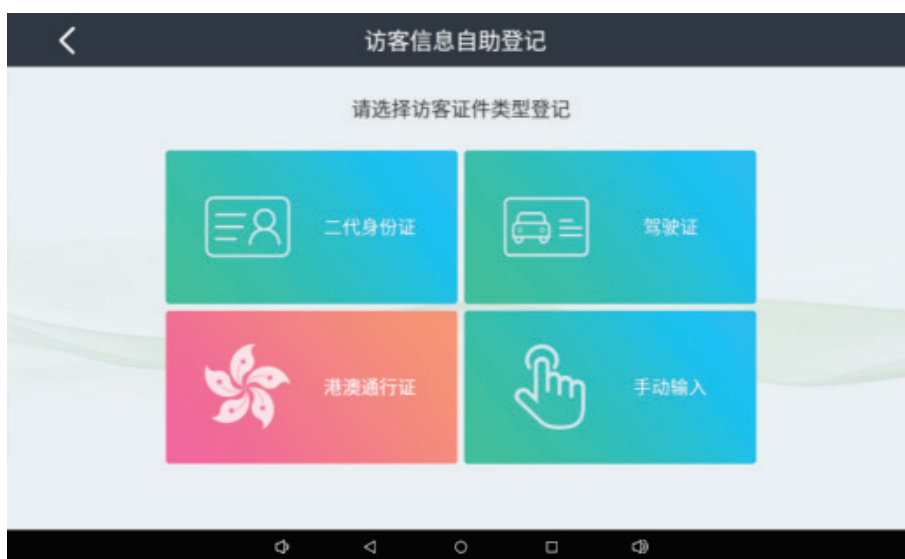 访客信息自助登记
请选择访客证件类型登记
二代身份证
驾驶证
港澳通行证
手动输入